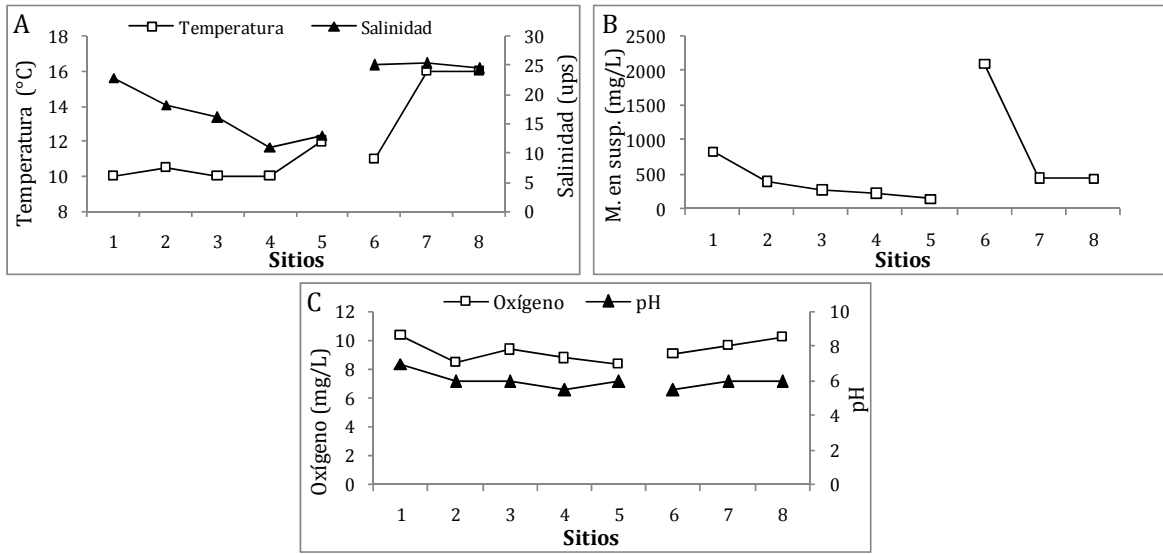 A
Temperatura
Salinidad
Temperatura (°C)
18
16
14
12
10
8
30
25
20
15
10
5
0
Salinidad (ups)
1 2 3 4 5 6 7 8
Sitios
B
M. en susp. (mg/L)
2500
2000
1500
1000
500
0
1 2 3 4 5 6 7 8
Sitios
C
Oxígeno
pH
Oxígeno (mg/L)
12
10
8
6
4
2
0
10
8
6
4
2
0
pH
1 2 3 4 5 6 7 8
Sitios